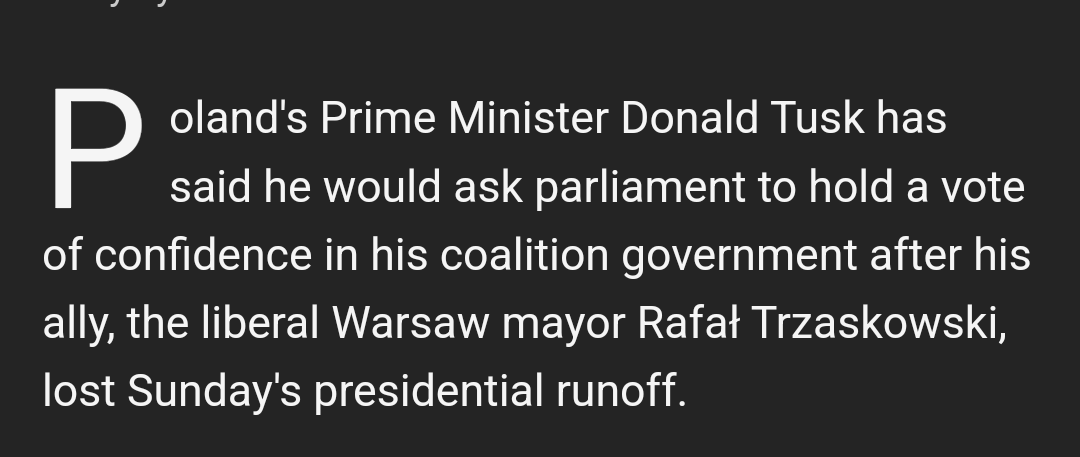 Poland's Prime Minister Donald Tusk has
said he would ask parliament to hold a vote
of confidence in his coalition government after his
ally, the liberal Warsaw mayor Rafał Trzaskowski,
lost Sunday's presidential runoff.